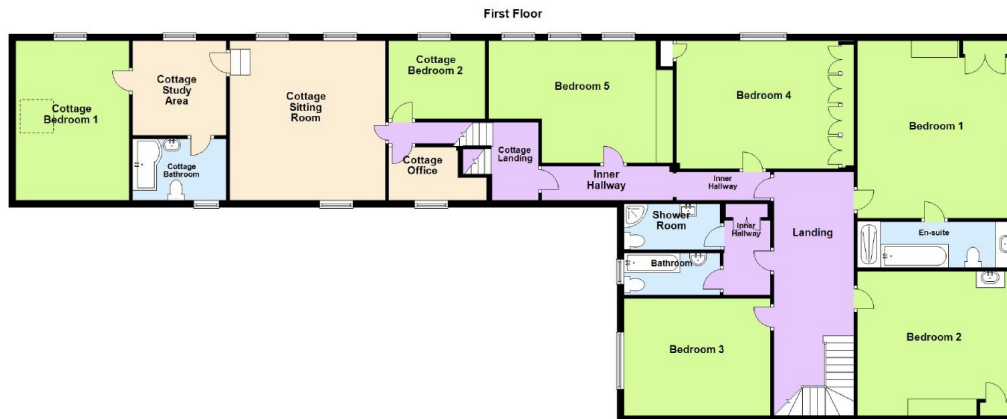 First Floor
Cottage
Bedroom 1
Cottage
Study
Area
Cottage
Bathroom
Cottage
Sitting
Room
Cottage
Bedroom 2
Cottage
Office
Cottage
Landing
Bedroom 5
Inner
Hallway
Bedroom 4
Inner
Hallway
Bedroom 1
Shower
Room
Inner
Hallway
Landing
En-suite
Bathroom
Bedroom 3
Bedroom 2